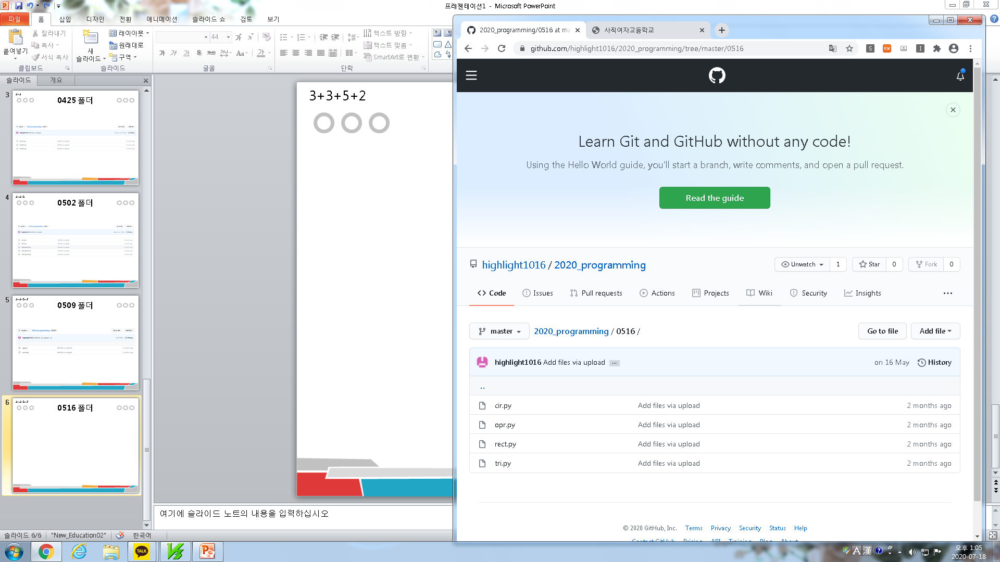 프레젠테이션1 - Microsoft PowerPoint
파일 홈 삽입 디자인 전환 애니메이션 슬라이드 쇼 검토 보기
붙여넣기
잘라내기
복사
서식 복사
클립보드
새
슬라이드
레이아웃
원래대로
구역
슬라이드
44
글꼴
텍스트 방향
텍스트 맞춤
SmartArt로 변환
단락
슬라이드 개요
3
0425 폴더
4
0502 폴더
5
0509 폴더
6
0516 폴더
3+3+5+2
여기에 슬라이드 노트의 내용을 입력하십시오
슬라이드 6/6 "New_Education02" 한국어
2020_programming/0516 at ma
사직여자고등학교
github.com/highlight1016/2020_programming/tree/master/0516
Learn Git and GitHub without any code!
Using the Hello World guide, you'll start a branch, write comments, and open a pull request.
Read the guide
highlight1016 / 2020_programming
Unwatch 1 Star 0 Fork 0
Code Issues Pull requests Actions Projects Wiki Security Insights ...
master 2020_programming / 0516 / Go to file Add file
highlight1016 Add files via upload ... on 16 May History
..
cir.py Add files via upload 2 months ago
opr.py Add files via upload 2 months ago
rect.py Add files via upload 2 months ago
tri.py Add files via upload 2 months ago
© 2020 GitHub, Inc. Terms Privacy Security Status Help
Contact GitHub Pricing API Training Blog About
TALK
A 漢
오후 1:05
2020-07-18